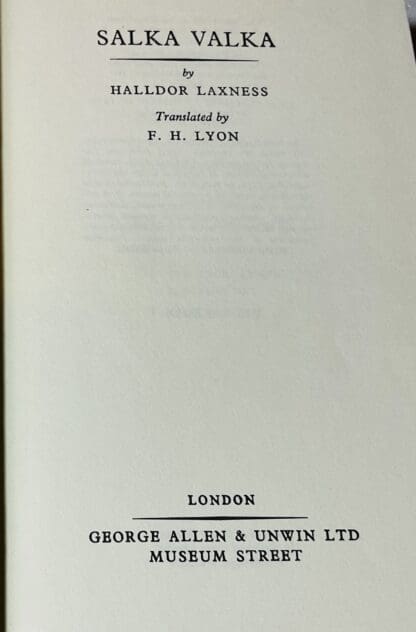 SALKA VALKA
by
HALLDOR LAXNESS
Translated by
F. H. LYON
LONDON
GEORGE ALLEN & UNWIN LTD
MUSEUM STREET